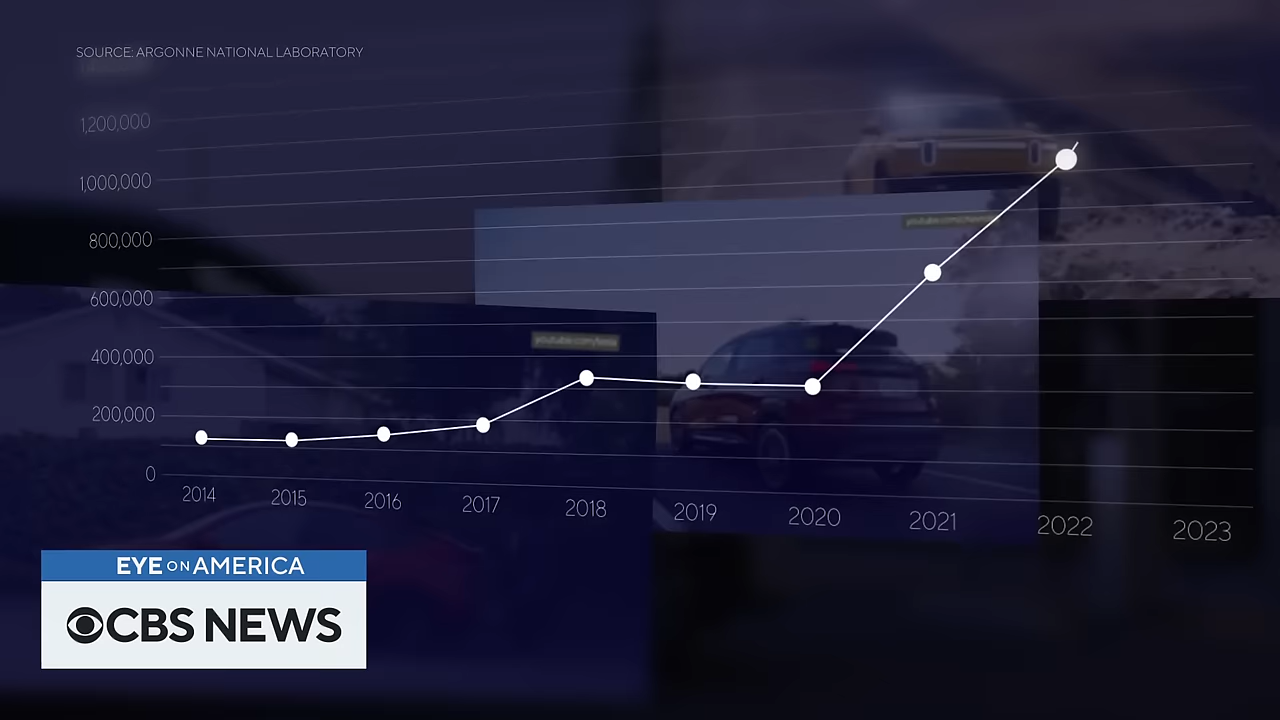 SOURCE: ARGONNE NATIONAL LABORATORY
1,200,000
1,000,000
800,000
600,000
400,000
200,000
0
2014 2015 2016 2017 2018 2019 2020 2021 2022 2023
EYE ON AMERICA
CBS NEWS